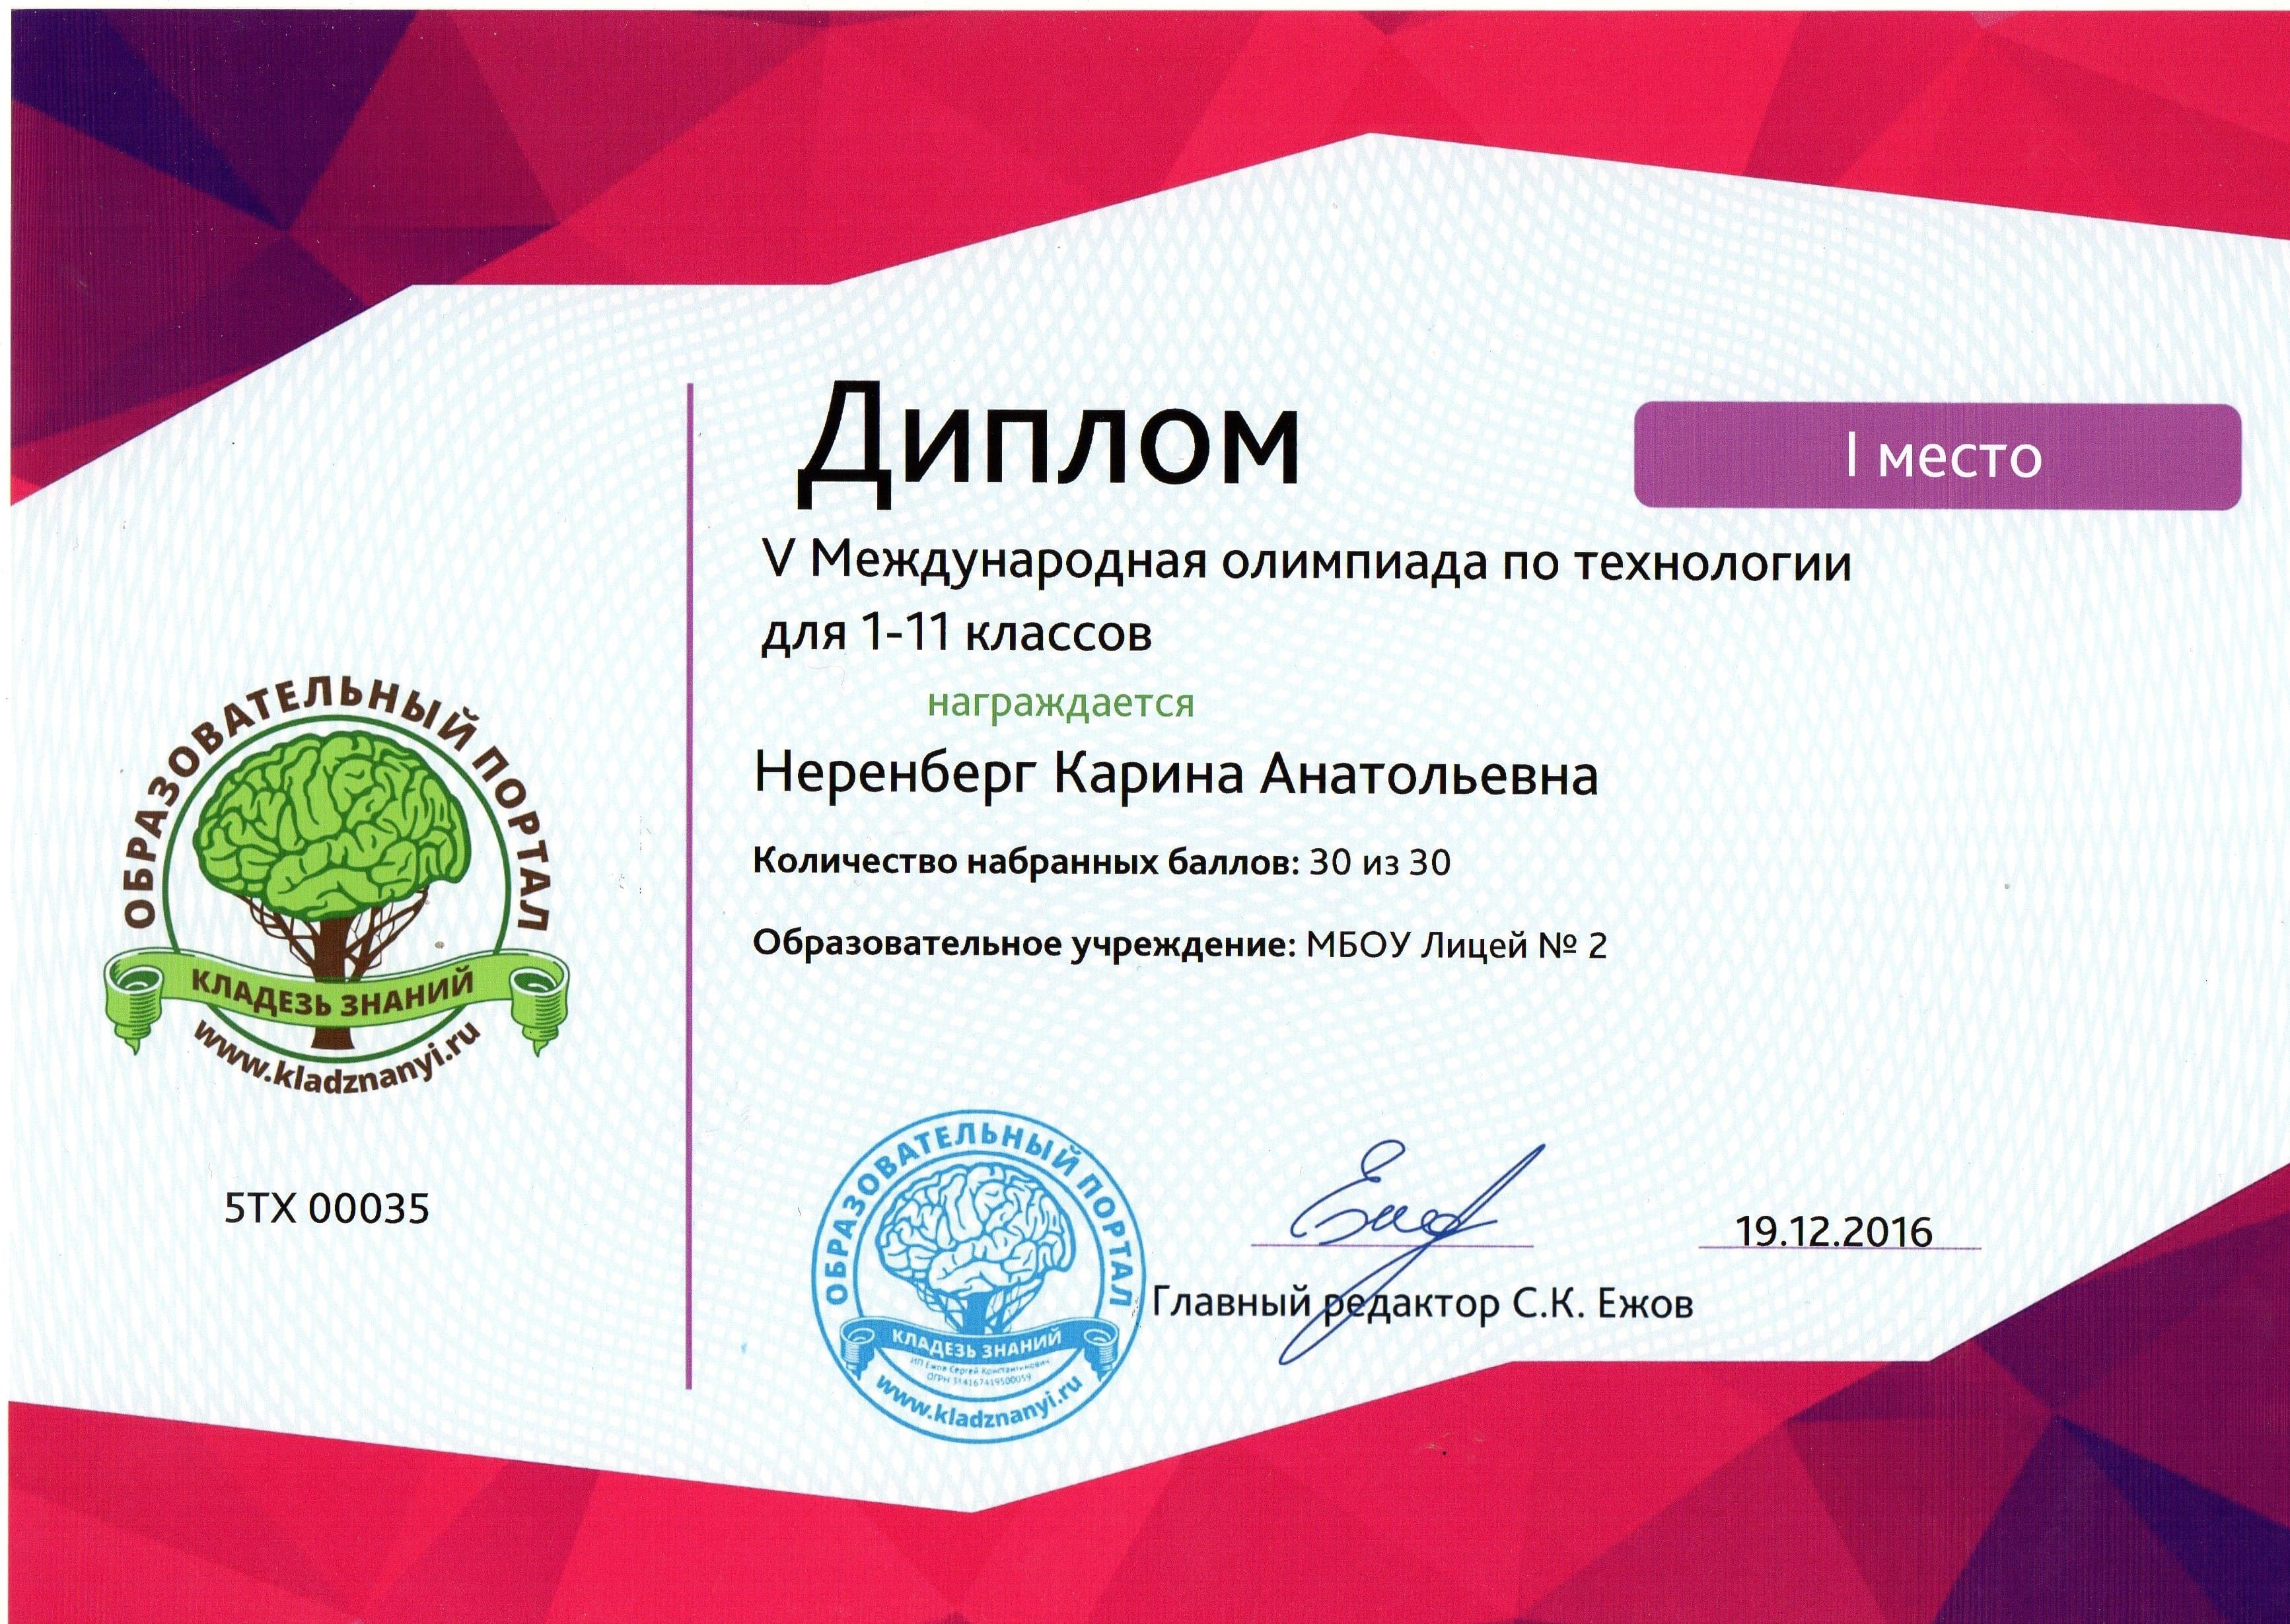 Диплом
I место
V Международная олимпиада по технологии
для 1-11 классов
награждается
Неренберг Карина Анатольевна
Количество набранных баллов: 30 из 30
Образовательное учреждение: МБОУ Лицей № 2
ОБРАЗОВАТЕЛЬНЫЙ ПОРТАЛ
КЛАДЕЗЬ ЗНАНИЙ
www.kladznanyi.ru
5ТХ 00035
ОБРАЗОВАТЕЛЬНЫЙ ПОРТАЛ
КЛАДЕЗЬ ЗНАНИЙ
ИП Ежов Сергей Константинович
ОГРН 314167419500059
www.kladznanyi.ru
19.12.2016
Главный редактор С.К. Ежов